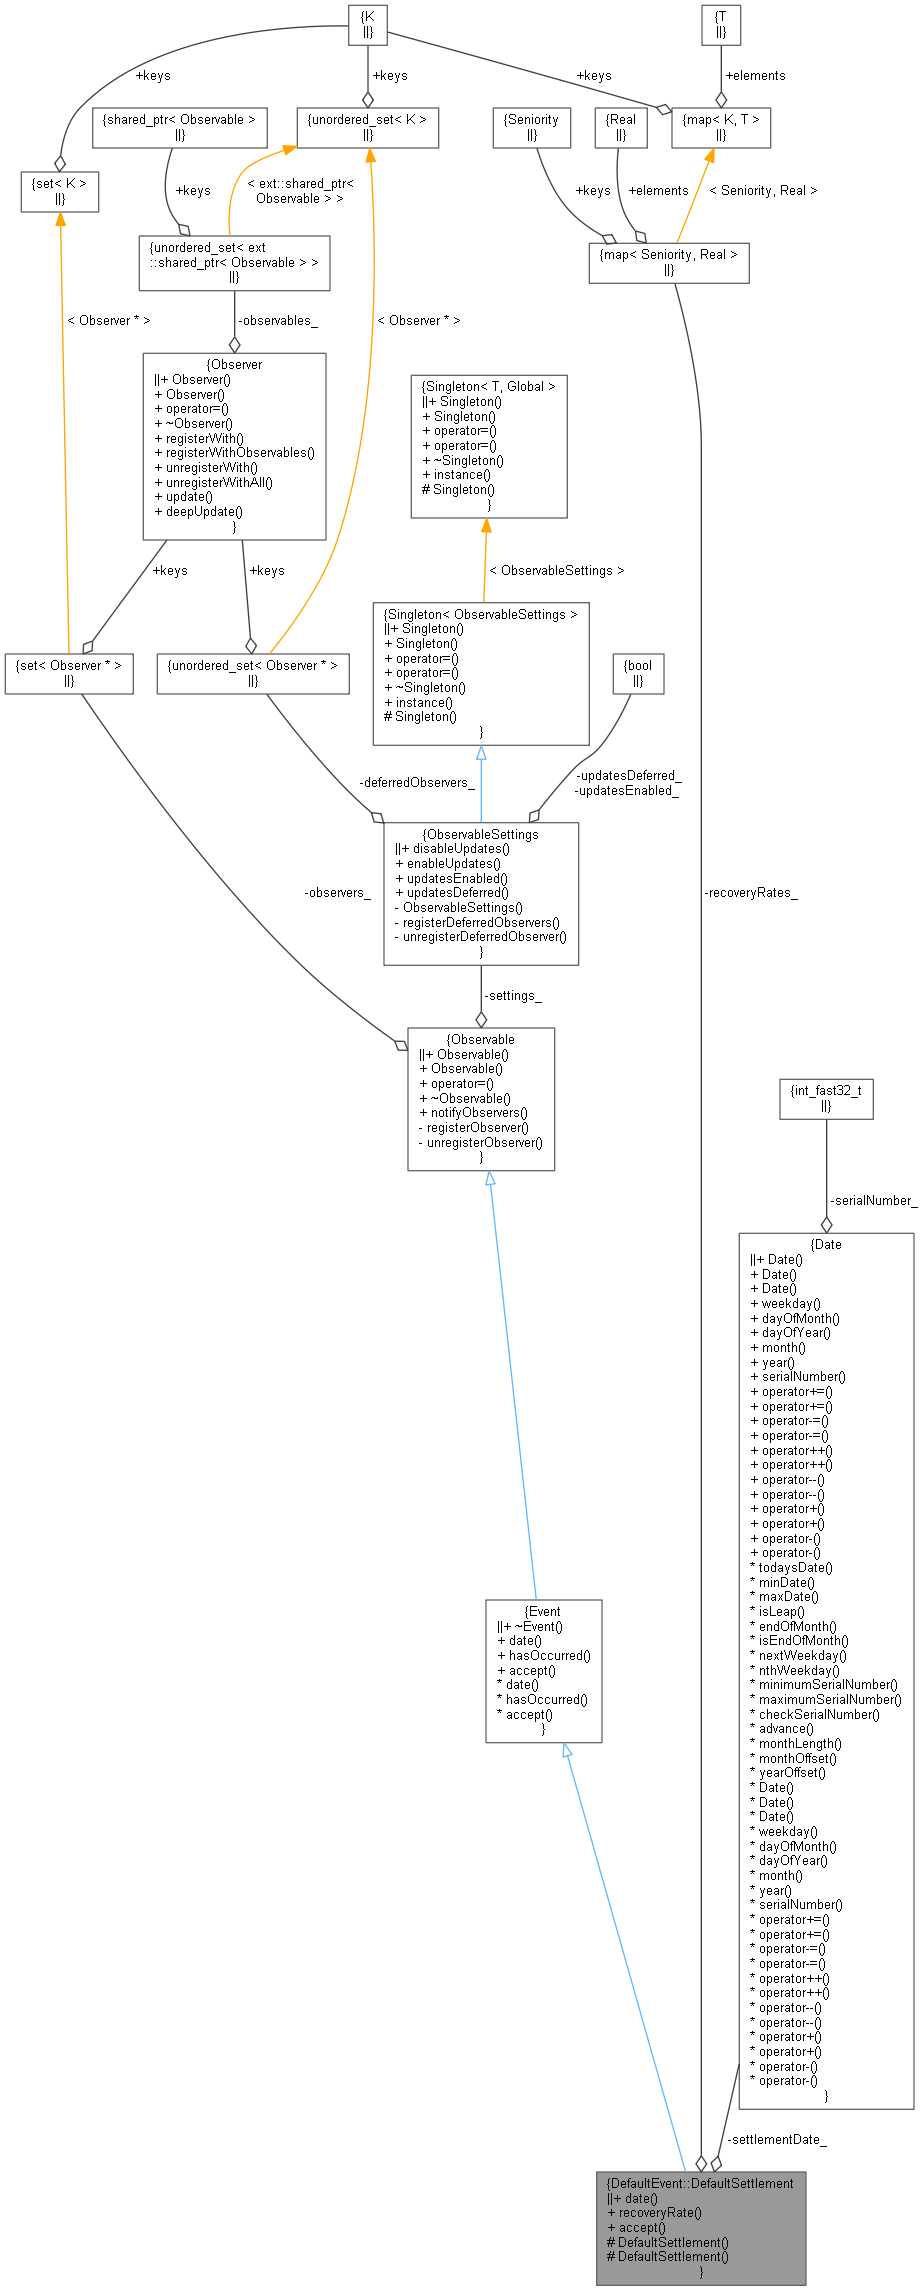 {K
||}
{T
||}
+keys
+keys
+keys
+elements
{shared_ptr< Observable >
||}
{unordered_set< K >
||}
{Seniority
||}
{Real
||}
{map< K, T >
||}
{set< K >
||}
+keys
< ext::shared_ptr<
Observable > >
+keys
+elements
< Seniority, Real >
{unordered_set< ext
::shared_ptr< Observable > >
||}
{map< Seniority, Real >
||}
< Observer * >
-observables_
< Observer * >
{Observer
||+ Observer()
+ Observer()
+ operator=()
+ ~Observer()
+ registerWith()
+ registerWithObservables()
+ unregisterWith()
+ unregisterWithAll()
+ update()
+ deepUpdate()
}
{Singleton< T, Global >
||+ Singleton()
+ Singleton()
+ operator=()
+ operator=()
+ ~Singleton()
+ instance()
# Singleton()
}
+keys
+keys
< ObservableSettings >
{Singleton< ObservableSettings >
||+ Singleton()
+ Singleton()
+ operator=()
+ operator=()
+ ~Singleton()
+ instance()
# Singleton()
}
{set< Observer * >
||}
{unordered_set< Observer * >
||}
{bool
||}
-deferredObservers_
-updatesDeferred_
-updatesEnabled_
{ObservableSettings
||+ disableUpdates()
+ enableUpdates()
+ updatesEnabled()
+ updatesDeferred()
- ObservableSettings()
- registerDeferredObservers()
- unregisterDeferredObserver()
}
-observers_
-recoveryRates_
-settings_
{Observable
||+ Observable()
+ Observable()
+ operator=()
+ ~Observable()
+ notifyObservers()
- registerObserver()
- unregisterObserver()
}
{int_fast32_t
||}
-serialNumber_
{Date
||+ Date()
+ Date()
+ Date()
+ weekday()
+ dayOfMonth()
+ dayOfYear()
+ month()
+ year()
+ serialNumber()
+ operator+=()
+ operator+=()
+ operator-=()
+ operator-=()
+ operator++()
+ operator++()
+ operator--()
+ operator--()
+ operator+()
+ operator+()
+ operator-()
+ operator-()
* todaysDate()
* minDate()
* maxDate()
* isLeap()
* endOfMonth()
* isEndOfMonth()
* nextWeekday()
* nthWeekday()
* minimumSerialNumber()
* maximumSerialNumber()
* checkSerialNumber()
* advance()
* monthLength()
* monthOffset()
* yearOffset()
* Date()
* Date()
* Date()
* weekday()
* dayOfMonth()
* dayOfYear()
* month()
* year()
* serialNumber()
* operator+=()
* operator+=()
* operator-=()
* operator-=()
* operator++()
* operator++()
* operator--()
* operator--()
* operator+()
* operator+()
* operator-()
* operator-()
}
{Event
||+ ~Event()
+ date()
+ hasOccurred()
+ accept()
* date()
* hasOccurred()
* accept()
}
-settlementDate_
{DefaultEvent::DefaultSettlement
||+ date()
+ recoveryRate()
+ accept()
# DefaultSettlement()
# DefaultSettlement()
}